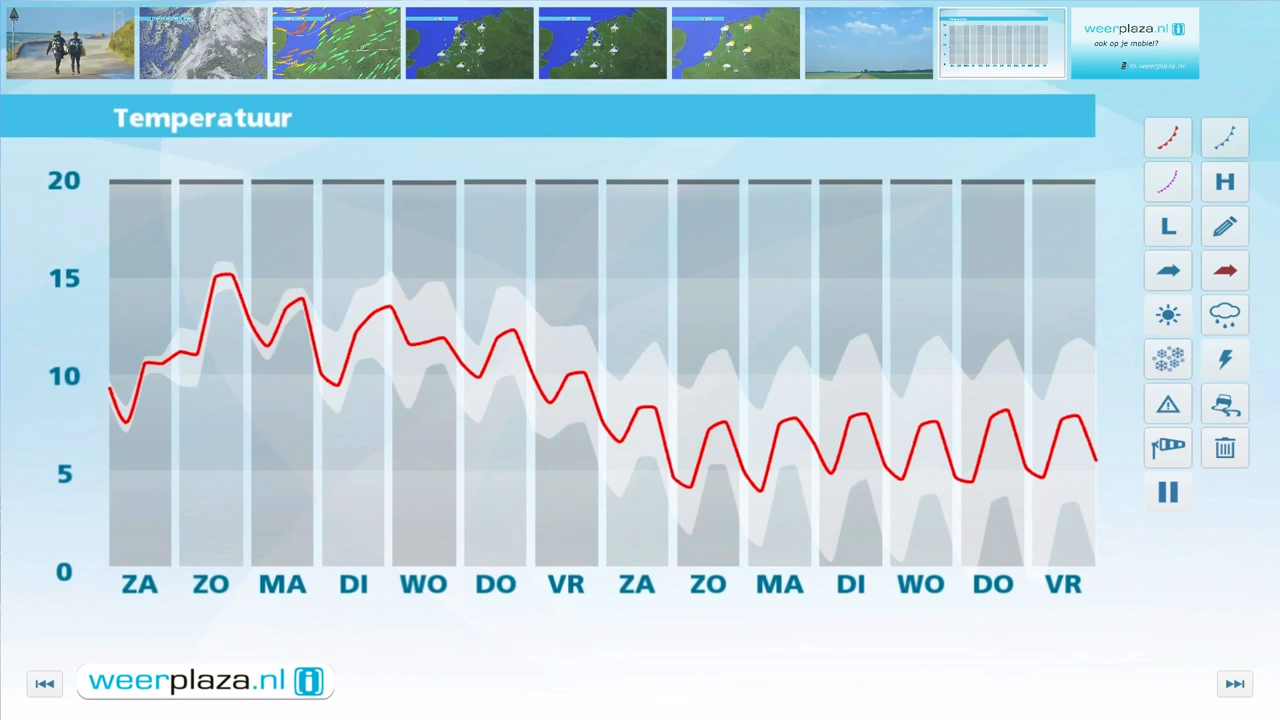 weerplaza.nl
ook op je mobiel?
m.weerplaza.nl
Temperatuur
20
15
10
5
0
ZA ZO MA DI WO DO VR ZA ZO MA DI WO DO VR
H
L
weerplaza.nl